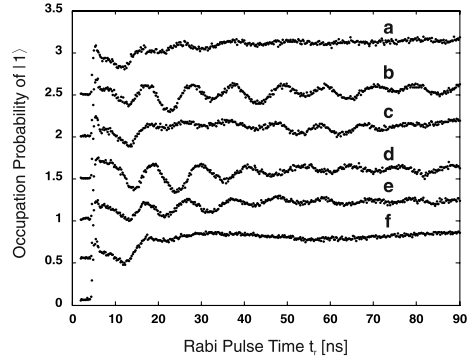 3.5
3
2.5
2
1.5
1
0.5
0
Occupation Probability of |1⟩
a
b
c
d
e
f
0 10 20 30 40 50 60 70 80 90
Rabi Pulse Time tr [ns]